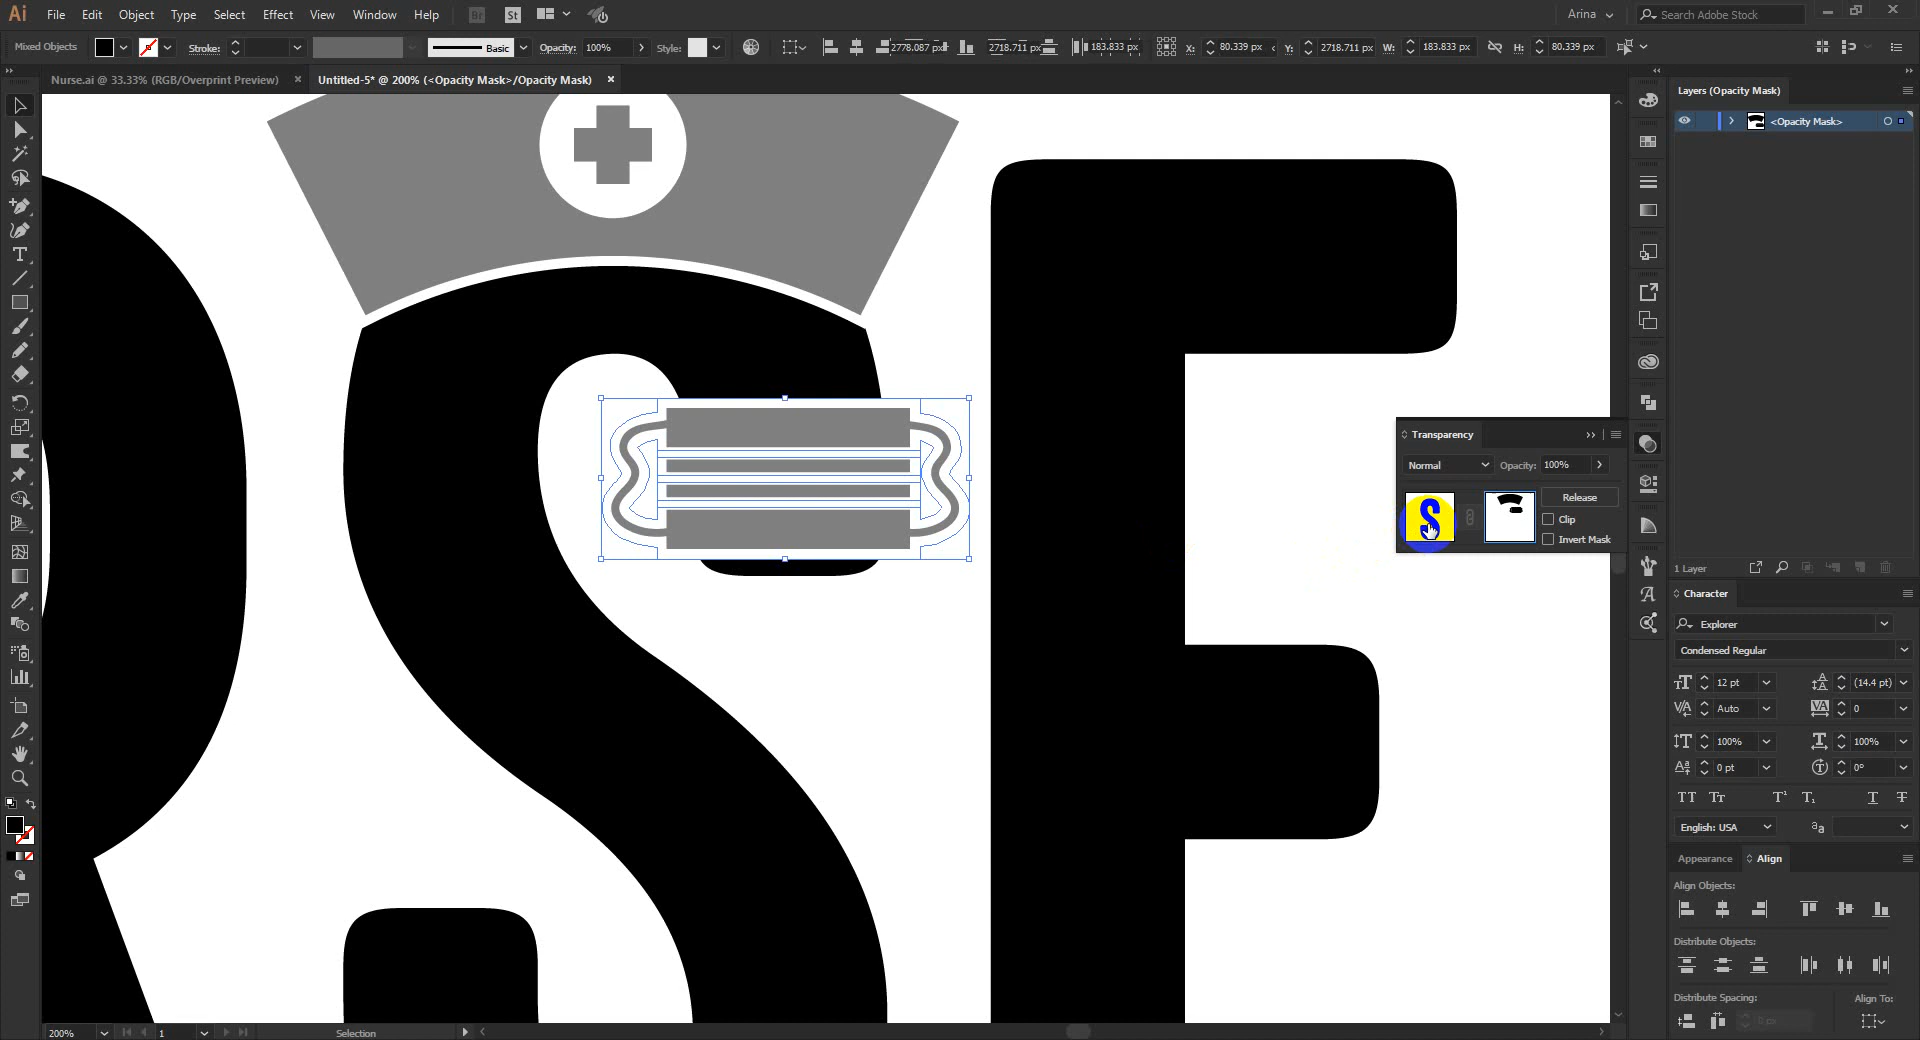 Ai File Edit Object Type Select Effect View Window Help Br St Arina Search Adobe Stock
Mixed Objects Stroke: Basic Opacity: 100% Style: 2778.087 px 2718.711 px 183.833 px X: 80.339 px Y: 2718.711 px W: 183.833 px H: 80.339 px
Nurse.ai @ 33.33% (RGB/Overprint Preview) × Untitled-5* @ 200% (<Opacity Mask>/Opacity Mask) ×
Layers (Opacity Mask)
<Opacity Mask>
SE
Transparency
Normal Opacity: 100%
S
Release
Clip
Invert Mask
1 Layer
Character
Explorer
Condensed Regular
12 pt (14.4 pt)
Auto 0
100% 100%
0 pt 0°
English: USA
Appearance Align
Align Objects:
Distribute Objects:
Distribute Spacing: Align To:
200% 1 Selection